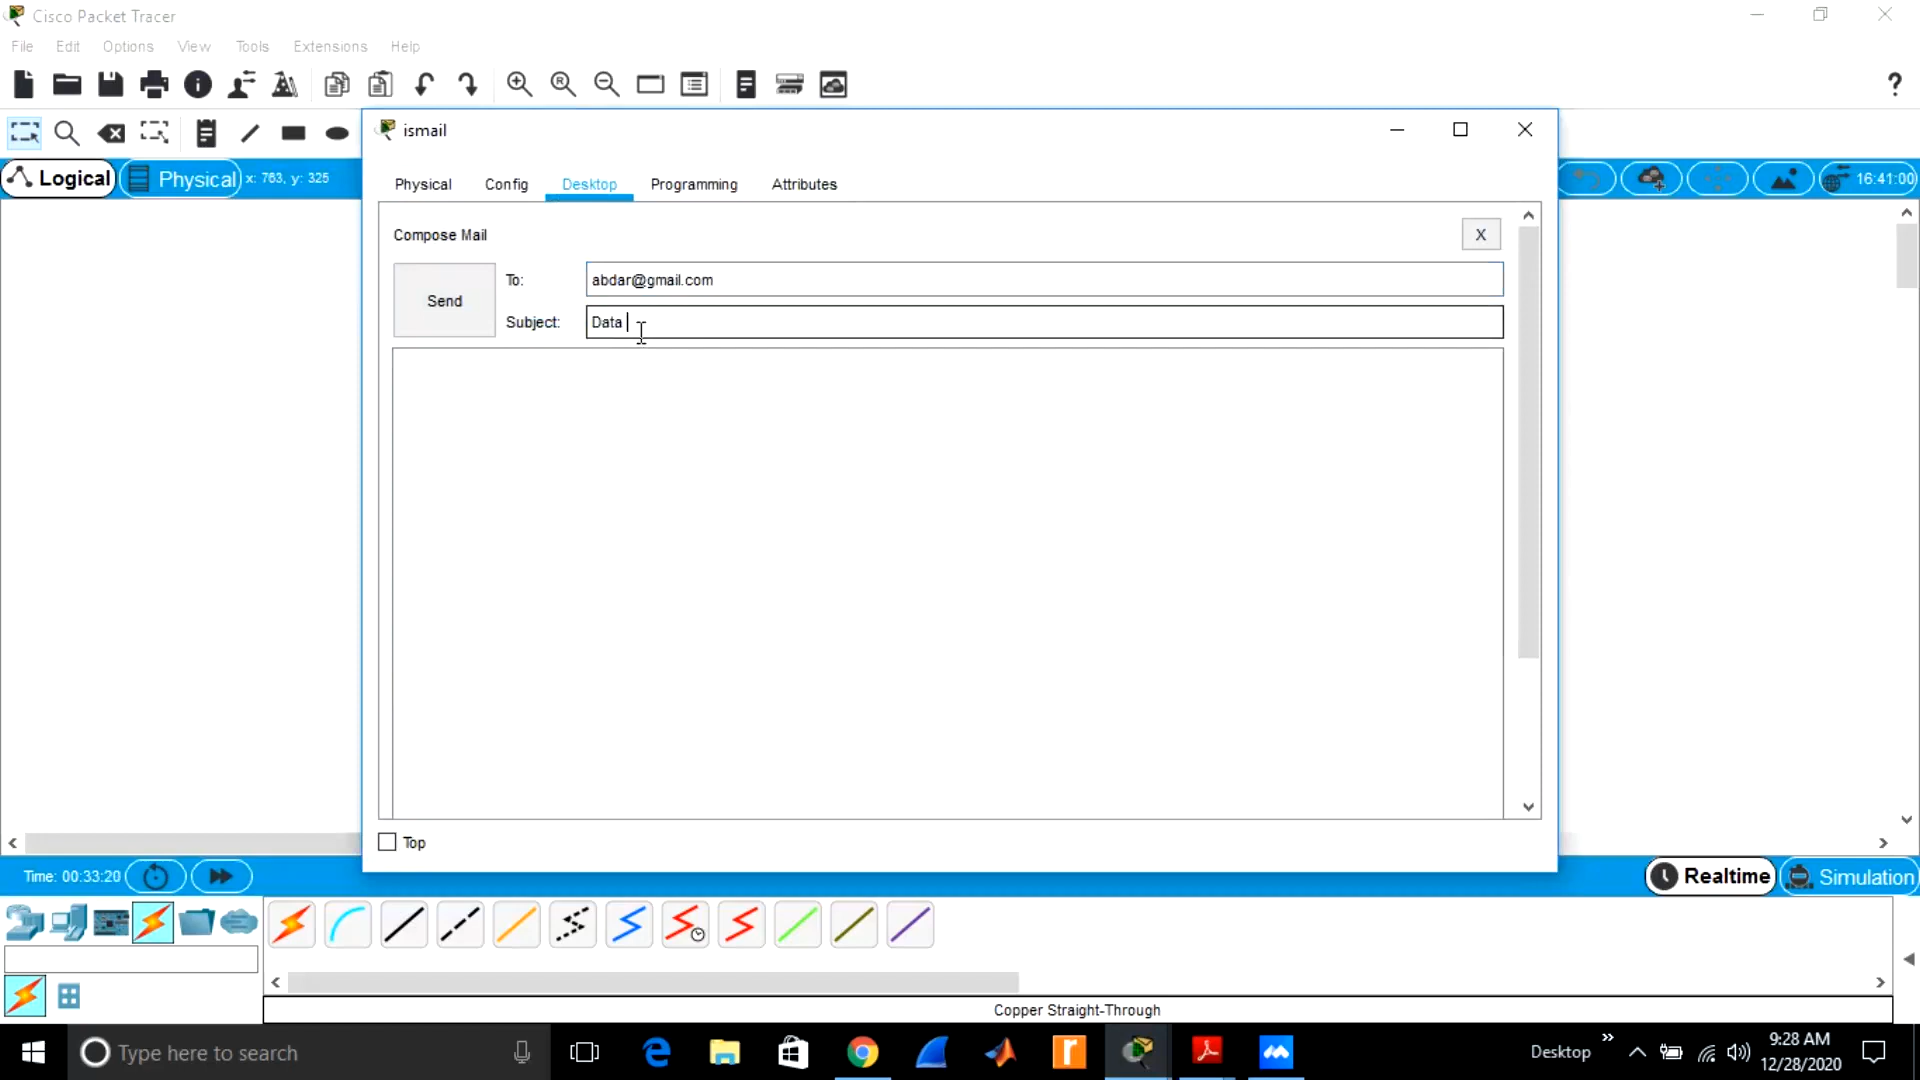 Cisco Packet Tracer
File Edit Options View Tools Extensions Help
ismail
Logical Physical x: 763, y: 325
16:41:00
Physical Config Desktop Programming Attributes
Compose Mail
X
Send
To: abdar@gmail.com
Subject: Data
Top
Time: 00:33:20
Realtime Simulation
Copper Straight-Through
Type here to search
Desktop
9:28 AM
12/28/2020